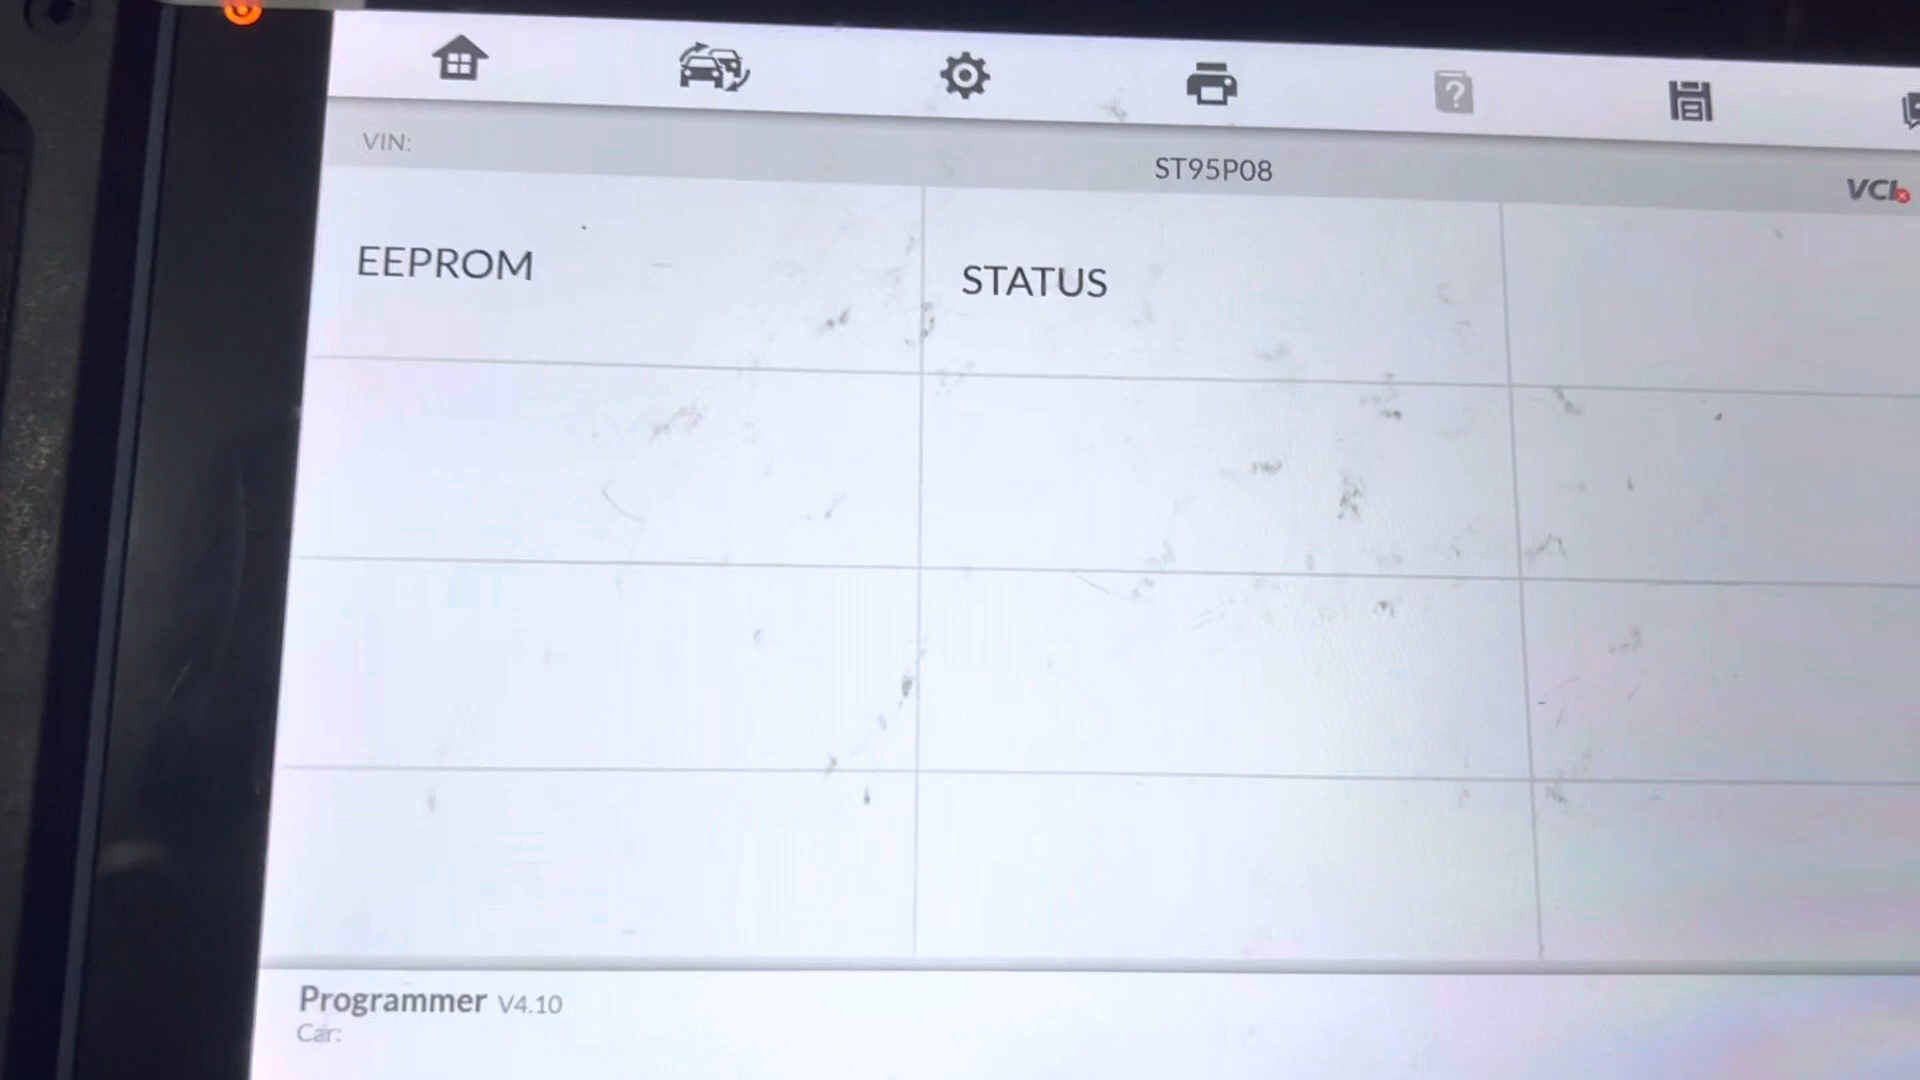 VIN:
ST95P08
VCI
EEPROM
STATUS
Programmer V4.10
Car: